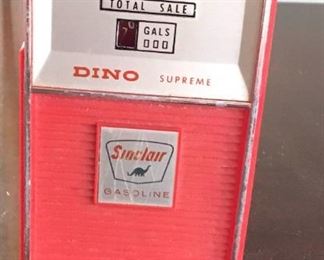 TOTAL SALE
GALS
DINO SUPREME
Sinclair
GASOLINE